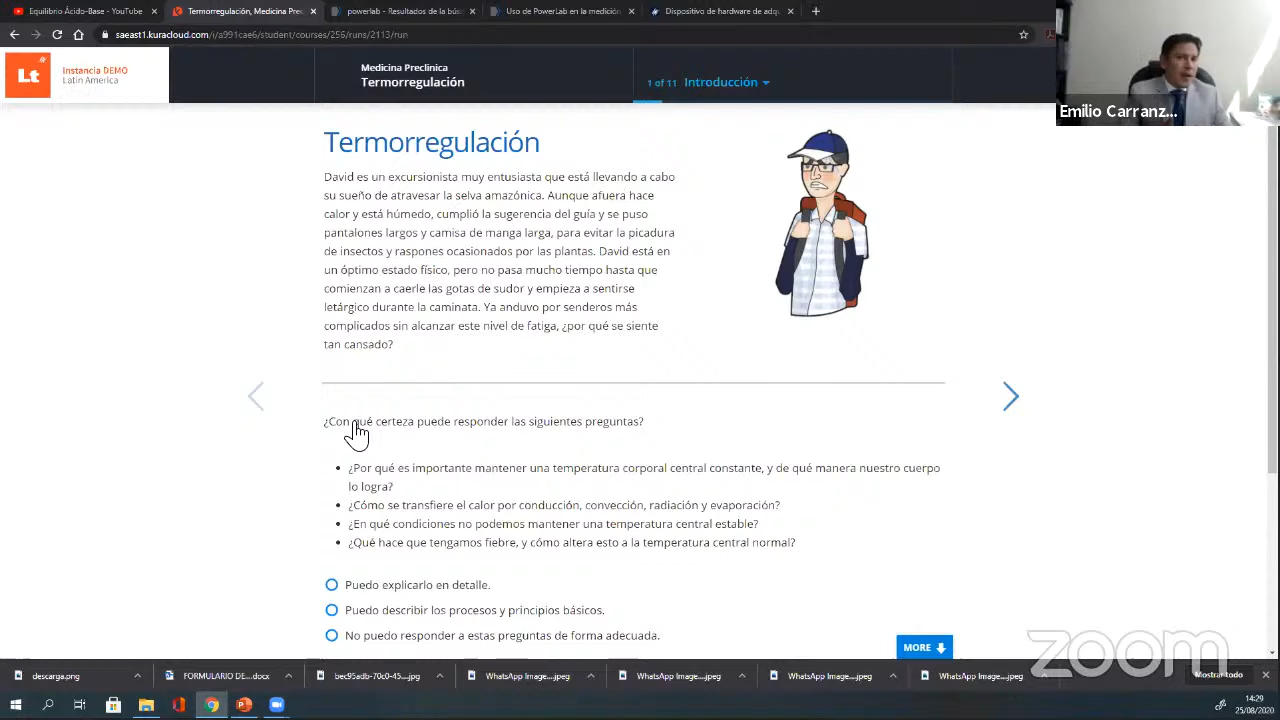 Equilibrio Ácido-Base - YouTube
Termorregulación, Medicina Prec
powerlab - Resultados de la bú
Uso de PowerLab en la medición
Dispositivo de hardware de adq
saeast1.kuracloud.com/i/a991cae6/student/courses/256/runs/2113/run
Lt
Instancia DEMO
Latin America
Medicina Preclinica
Termorregulación
1 of 11 Introducción
Emilio Carranz...
Termorregulación
David es un excursionista muy entusiasta que está llevando a cabo
su sueño de atravesar la selva amazónica. Aunque afuera hace
calor y está húmedo, cumplió la sugerencia del guía y se puso
pantalones largos y camisa de manga larga, para evitar la picadura
de insectos y raspones ocasionados por las plantas. David está en
un óptimo estado físico, pero no pasa mucho tiempo hasta que
comienzan a caerle las gotas de sudor y empieza a sentirse
letárgico durante la caminata. Ya anduvo por senderos más
complicados sin alcanzar este nivel de fatiga, ¿por qué se siente
tan cansado?
¿Con qué certeza puede responder las siguientes preguntas?
¿Por qué es importante mantener una temperatura corporal central constante, y de qué manera nuestro cuerpo
lo logra?
¿Cómo se transfiere el calor por conducción, convección, radiación y evaporación?
¿En qué condiciones no podemos mantener una temperatura central estable?
¿Qué hace que tengamos fiebre, y cómo altera esto a la temperatura central normal?
Puedo explicarlo en detalle.
Puedo describir los procesos y principios básicos.
No puedo responder a estas preguntas de forma adecuada.
MORE
zoom
descarga.png
FORMULARIO DE....docx
bec95adb-70c0-45....jpg
WhatsApp Image....jpeg
WhatsApp Image....jpeg
WhatsApp Image....jpeg
WhatsApp Image....jpeg
Mostrar todo
14:29
25/08/2020